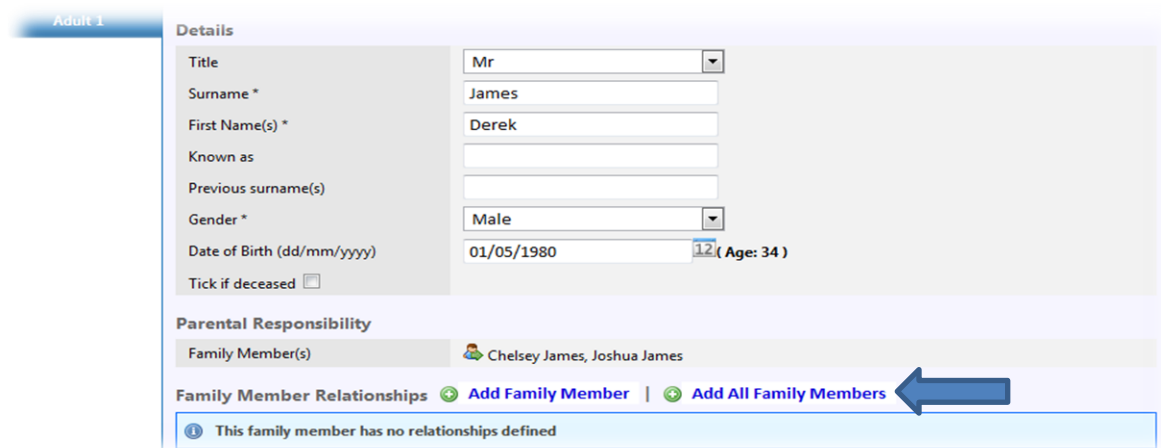 Adult 1
Details
Title Mr
Surname * James
First Name(s) * Derek
Known as
Previous surname(s)
Gender * Male
Date of Birth (dd/mm/yyyy) 01/05/1980 12 ( Age: 34 )
Tick if deceased
Parental Responsibility
Family Member(s) Chelsey James, Joshua James
Family Member Relationships Add Family Member | Add All Family Members
This family member has no relationships defined